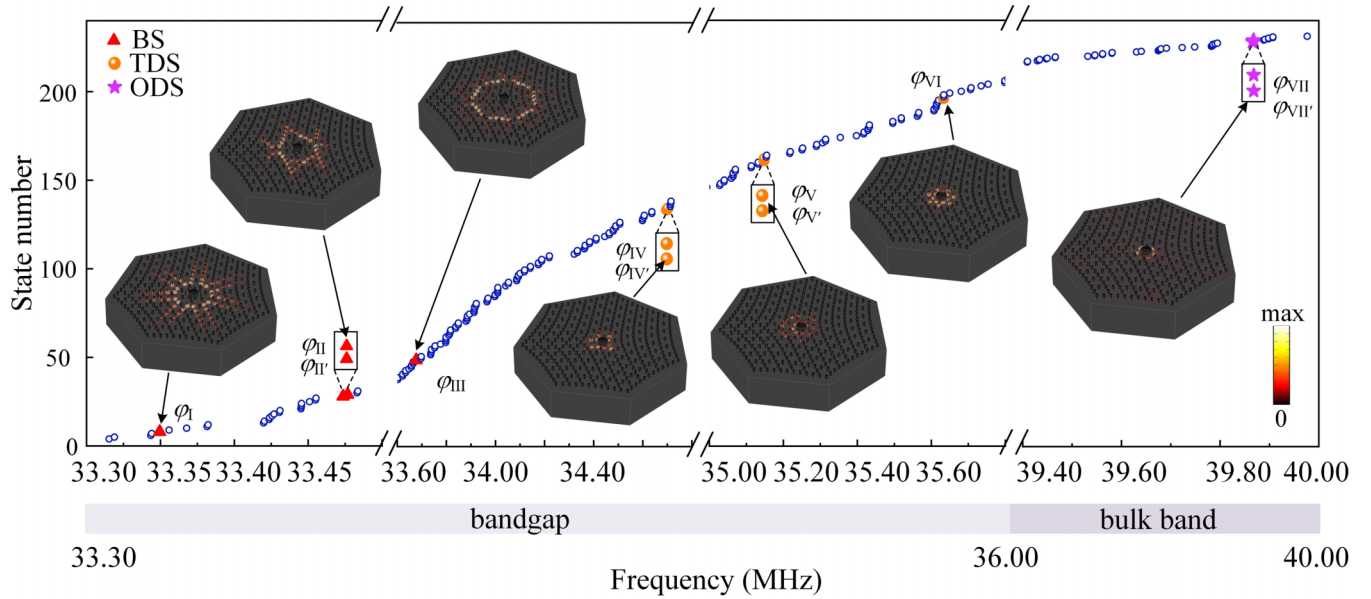 BS
TDS
ODS
State number
200
150
100
50
0
φI
φII
φII′
φIII
φIV
φIV′
φV
φV′
φVI
φVII
φVII′
max
0
33.30 33.35 33.40 33.45 33.60 34.00 34.40 35.00 35.20 35.40 35.60 39.40 39.60 39.80 40.00
bandgap bulk band
33.30 36.00 40.00
Frequency (MHz)